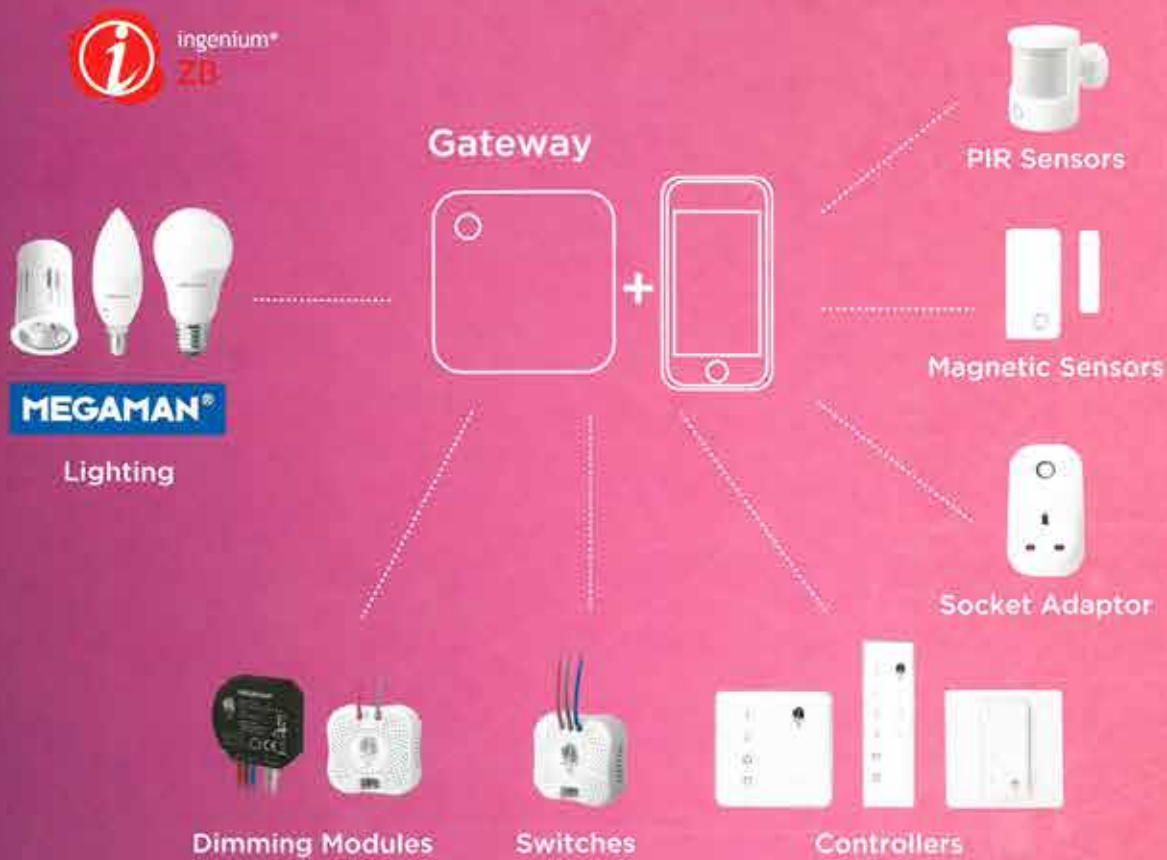 ingenium®
ZB
Gateway
PIR Sensors
MEGAMAN®
Lighting
Magnetic Sensors
Socket Adaptor
Dimming Modules
Switches
Controllers